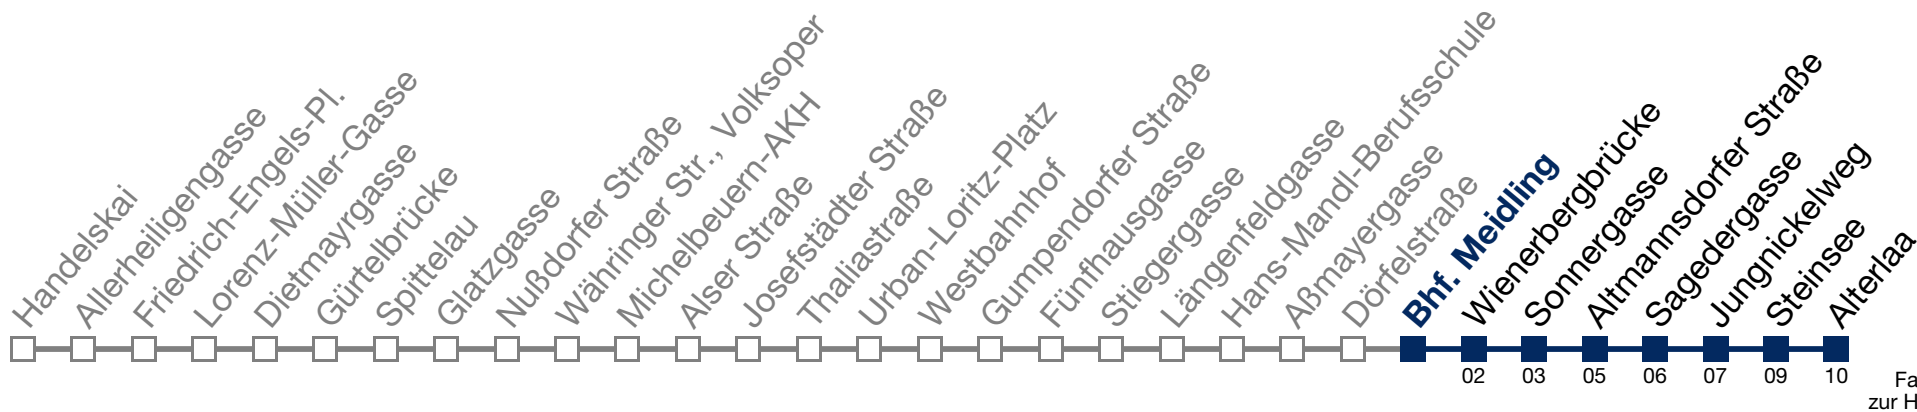 Handelskai
Allerheiligengasse
Friedrich-Engels-Pl.
Lorenz-Müller-Gasse
Dietmayrgasse
Gürtelbrücke
Spittelau
Glatzgasse
Nußdorfer Straße
Währinger Str., Volksoper
Michelbeuern-AKH
Alser Straße
Josefstädter Straße
Thaliastraße
Urban-Loritz-Platz
Westbahnhof
Gumpendorfer Straße
Fünfhausgasse
Stiegergasse
Längenfeldgasse
Hans-Mandl-Berufsschule
Aßmayergasse
Dörfelstraße
Bhf. Meidling
Wienerbergbrücke
Sonnergasse
Altmannsdorfer Straße
Sagedergasse
Jungnickelweg
Steinsee
Alterlaa
02 03 05 06 07 09 10
Fa
zur H